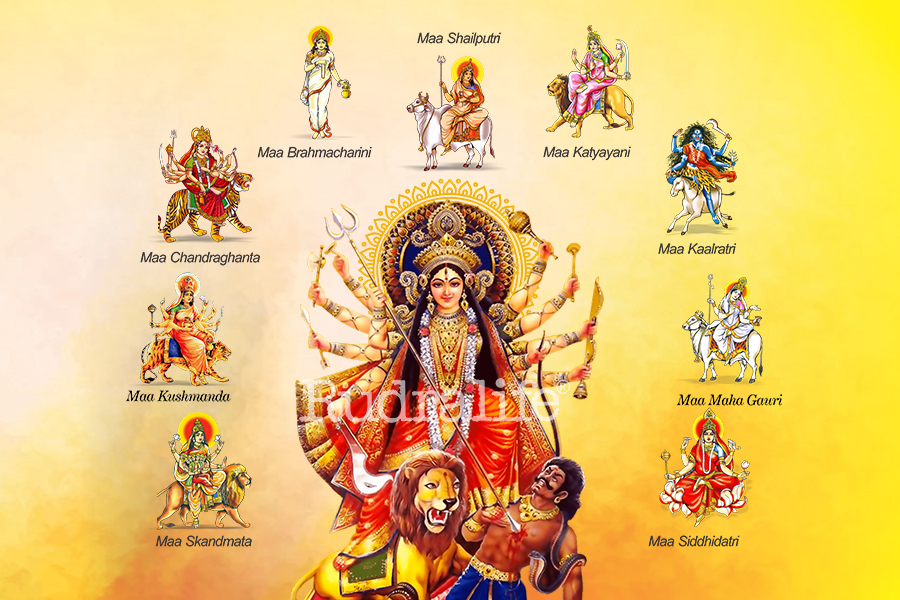 Maa Shailputri
Maa Brahmacharini
Maa Katyayani
Maa Kaalratri
Maa Chandraghanta
Maa Kushmanda
Maa Maha Gauri
Rudralife
Maa Skandmata
Maa Siddhidatri